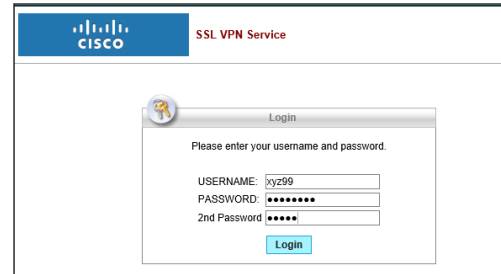 CISCO
SSL VPN Service
Login
Please enter your username and password.
USERNAME: xyz99
PASSWORD: ●●●●●●●●
2nd Password ●●●●●
Login